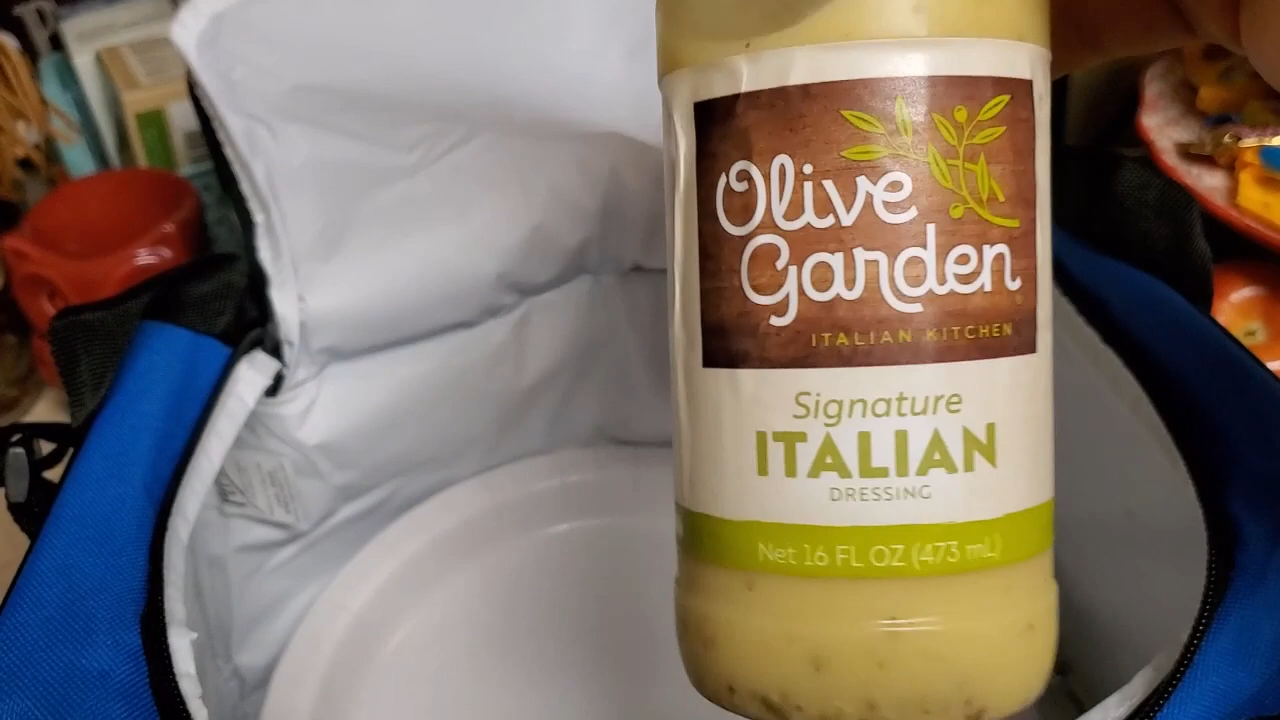 Olive
Garden
ITALIAN KITCHEN
Signature
ITALIAN
DRESSING
Net 16 FL OZ (473 mL)